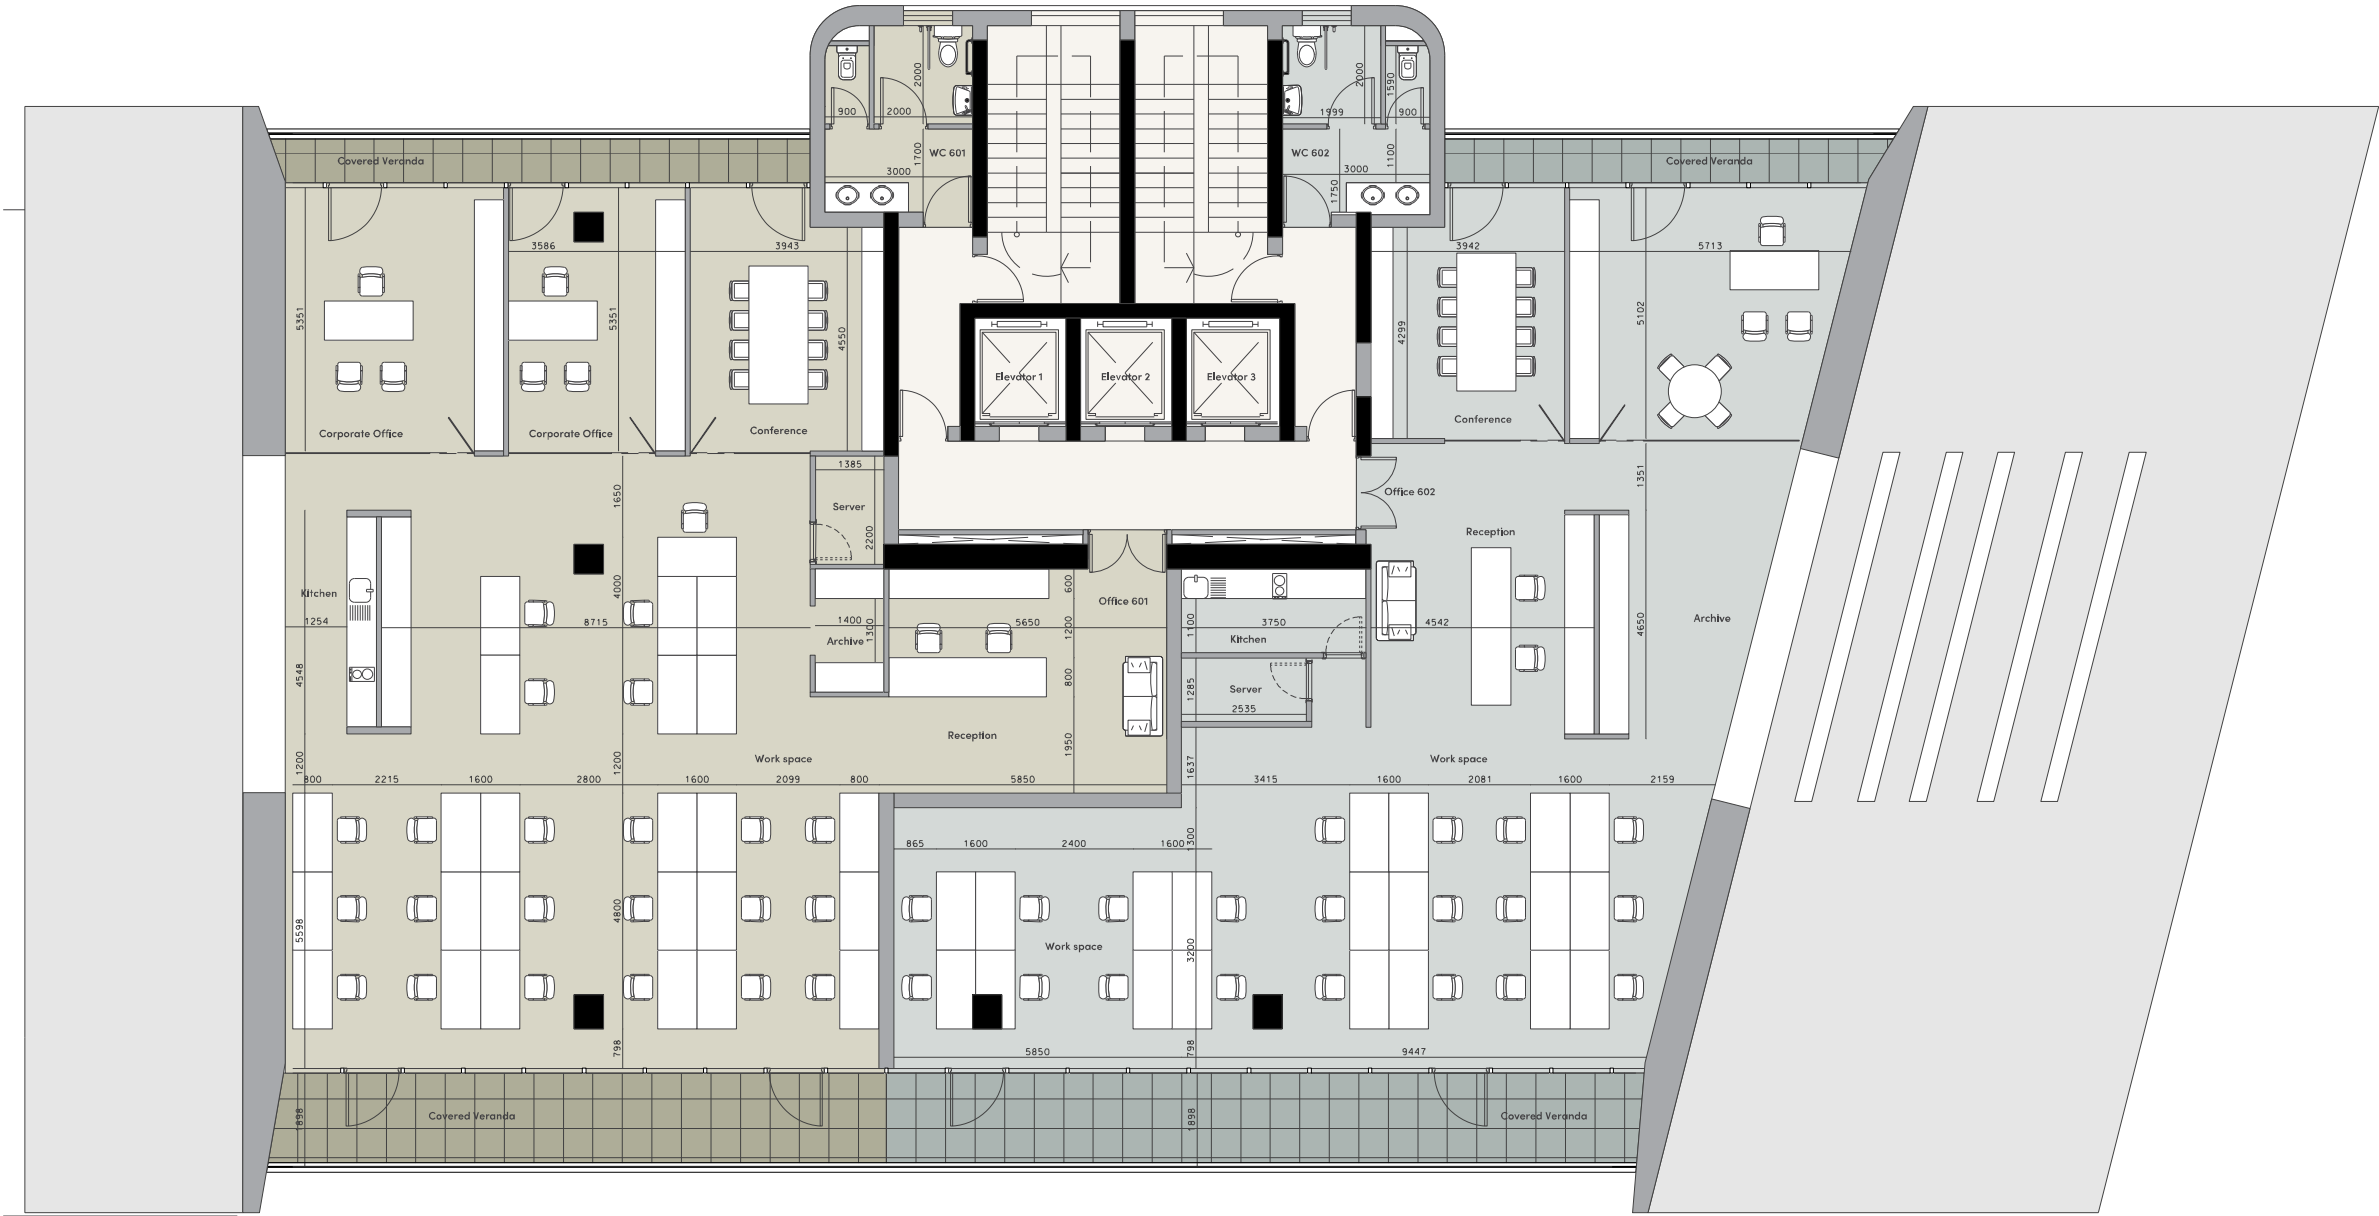 2000
2000
1590
900
2000
1999
900
WC 601
1700
WC 602
1100
Covered Veranda
Covered Veranda
3000
3000
1750
3586
3943
3942
5713
5351
5351
4550
4299
5102
Elevator 1
Elevator 2
Elevator 3
Corporate Office
Corporate Office
Conference
Conference
1385
1650
1351
Office 602
Server
Reception
2200
Kitchen
4000
600
Office 601
1254
8715
1400
1300
5650
1200
1100
3750
4542
4650
Archive
Archive
Kitchen
4548
800
1285
Server
2535
Reception
1950
1200
1200
Work space
1637
Work space
800
2215
1600
2800
1600
2099
800
5850
3415
1600
2081
1600
2159
865
1600
2400
1600
1300
5598
4800
3200
Work space
798
5850
798
9447
1898
Covered Veranda
1898
Covered Veranda